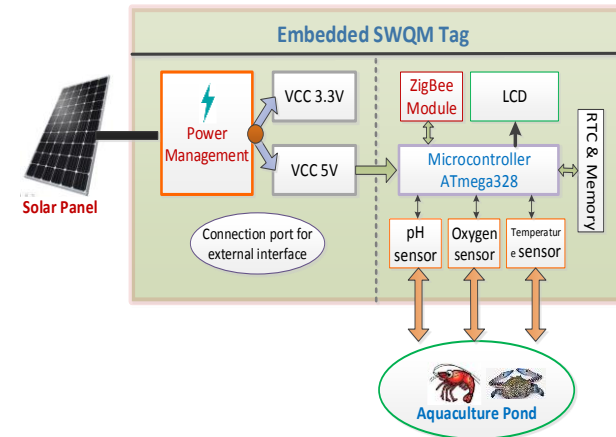 Embedded SWQM Tag
Solar Panel
Power
Management
VCC 3.3V
VCC 5V
Connection port for
external interface
ZigBee
Module
LCD
Microcontroller
ATmega328
RTC & Memory
pH
sensor
Oxygen
sensor
Temperatur
e sensor
Aquaculture Pond